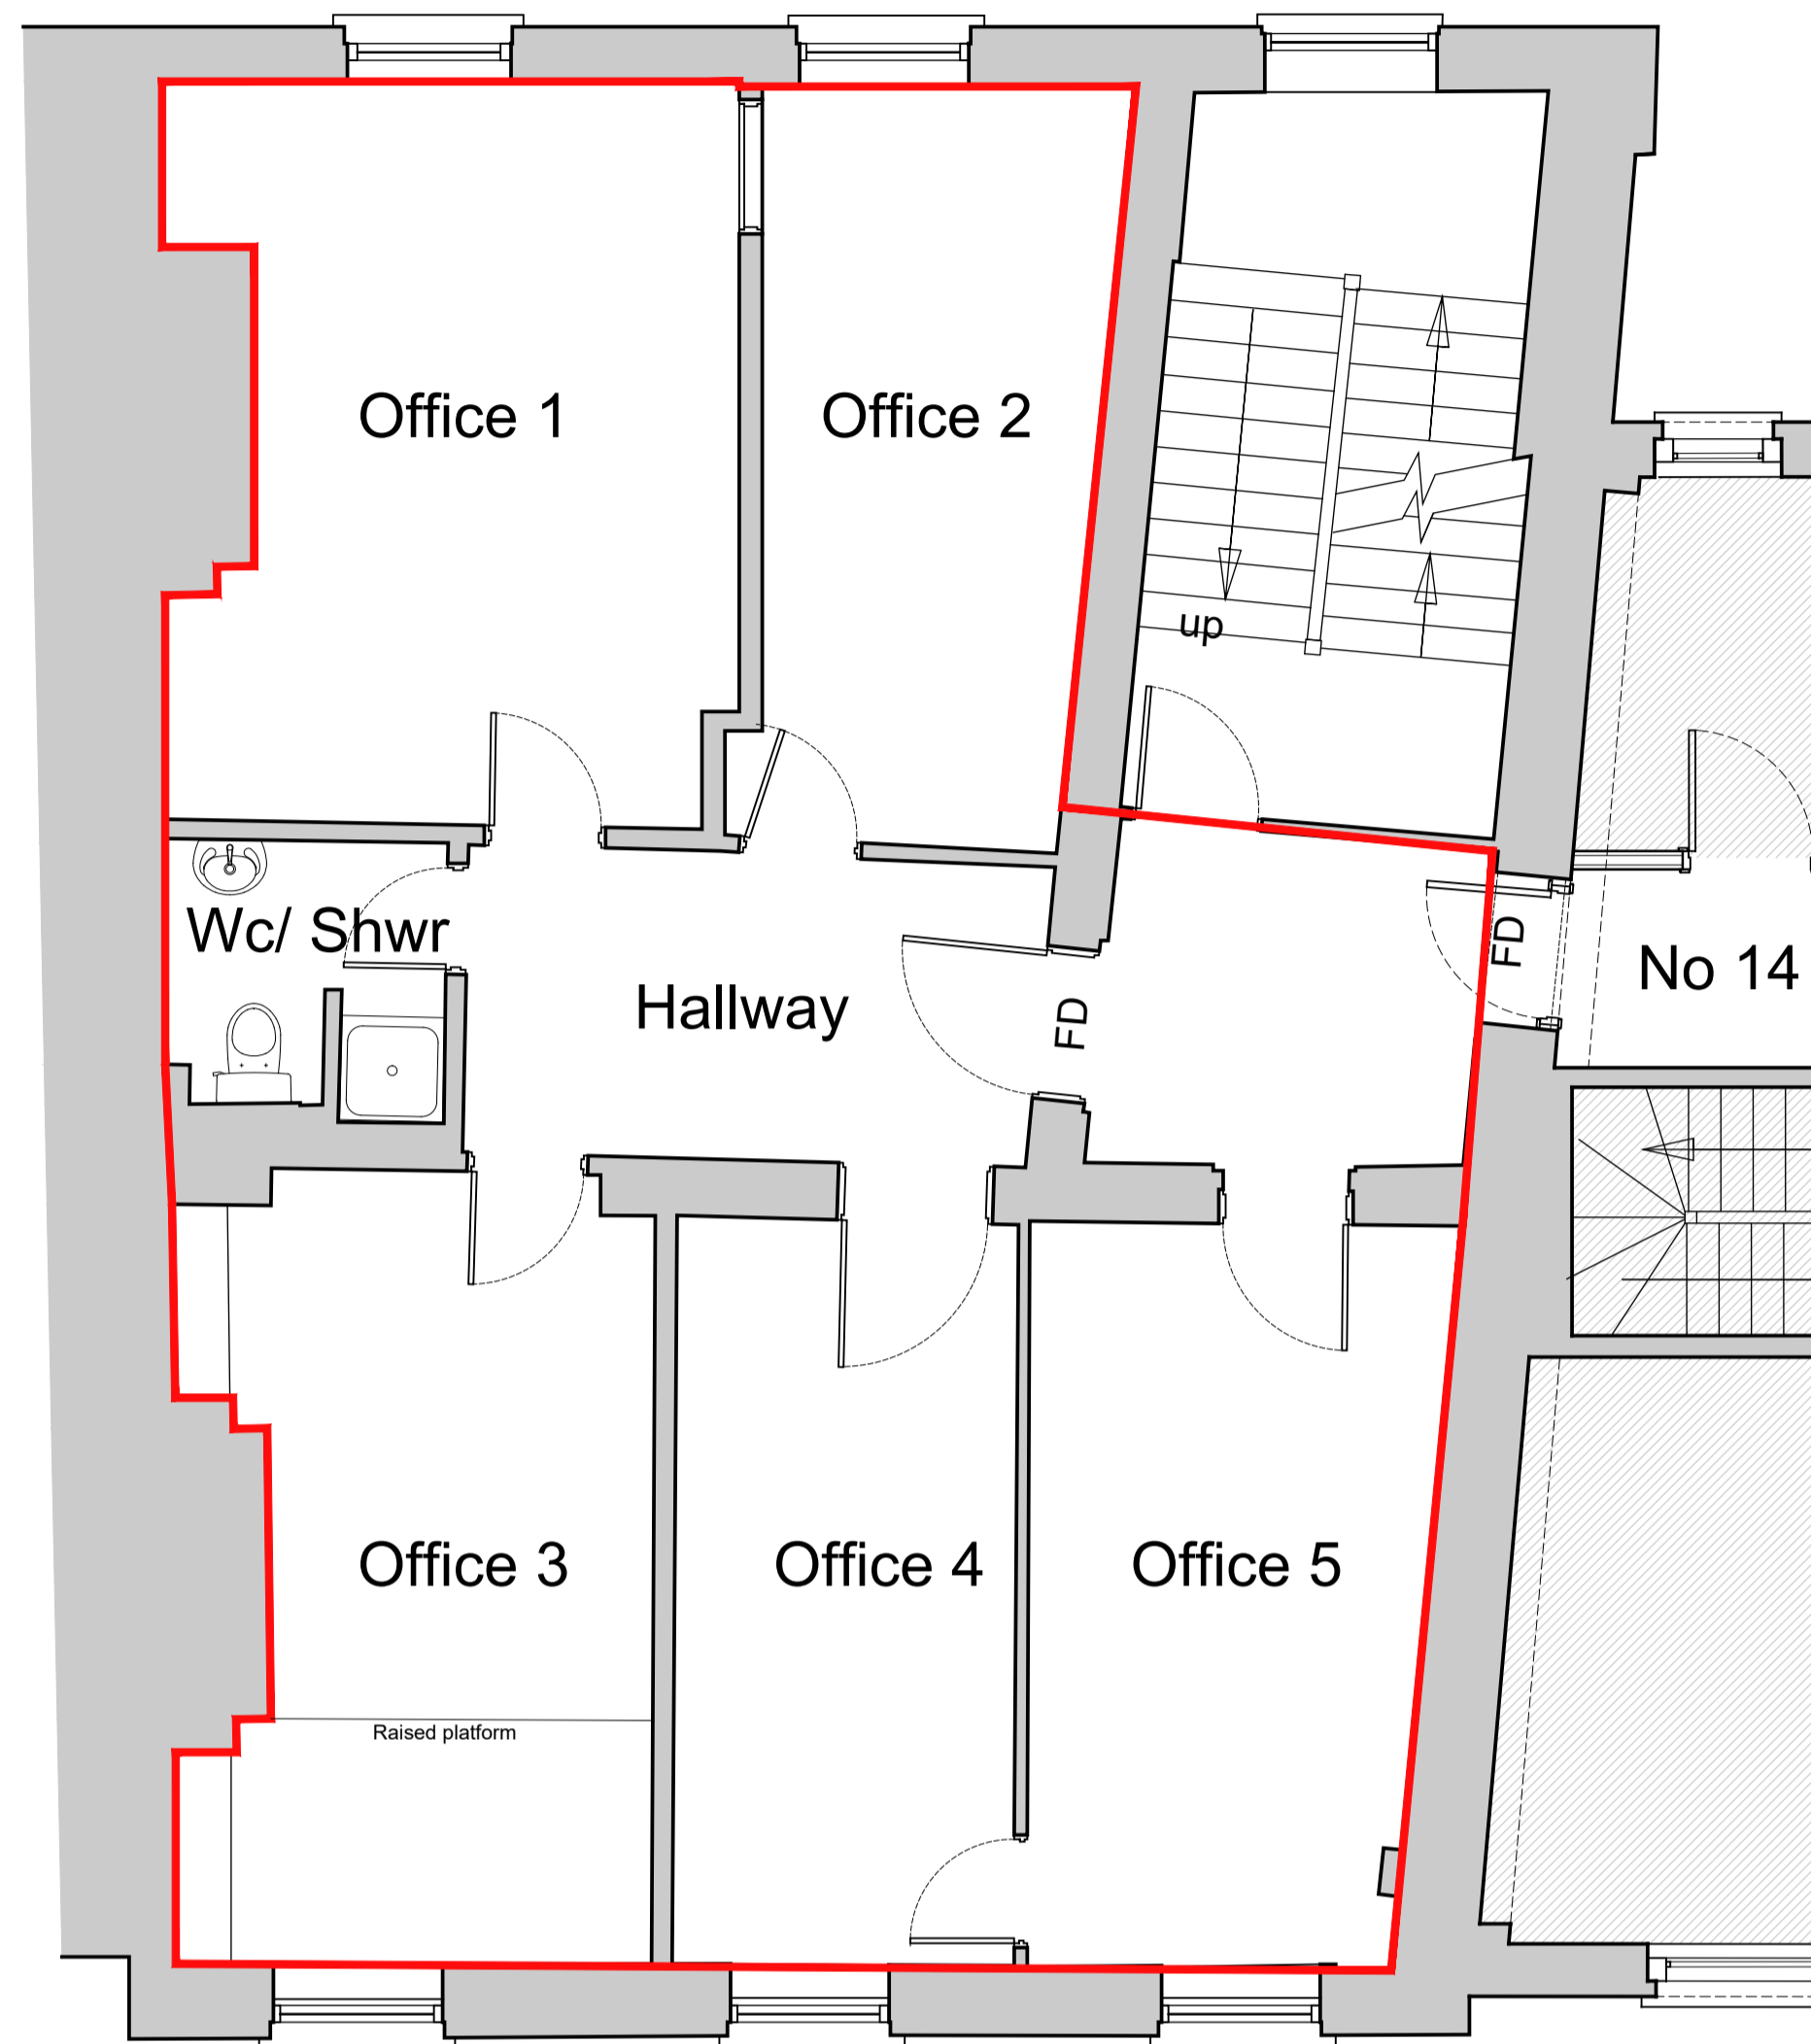 Office 1
Office 2
up
Wc/ Shwr
FD
No 14
Hallway
FD
Office 3
Office 4
Office 5
Raised platform